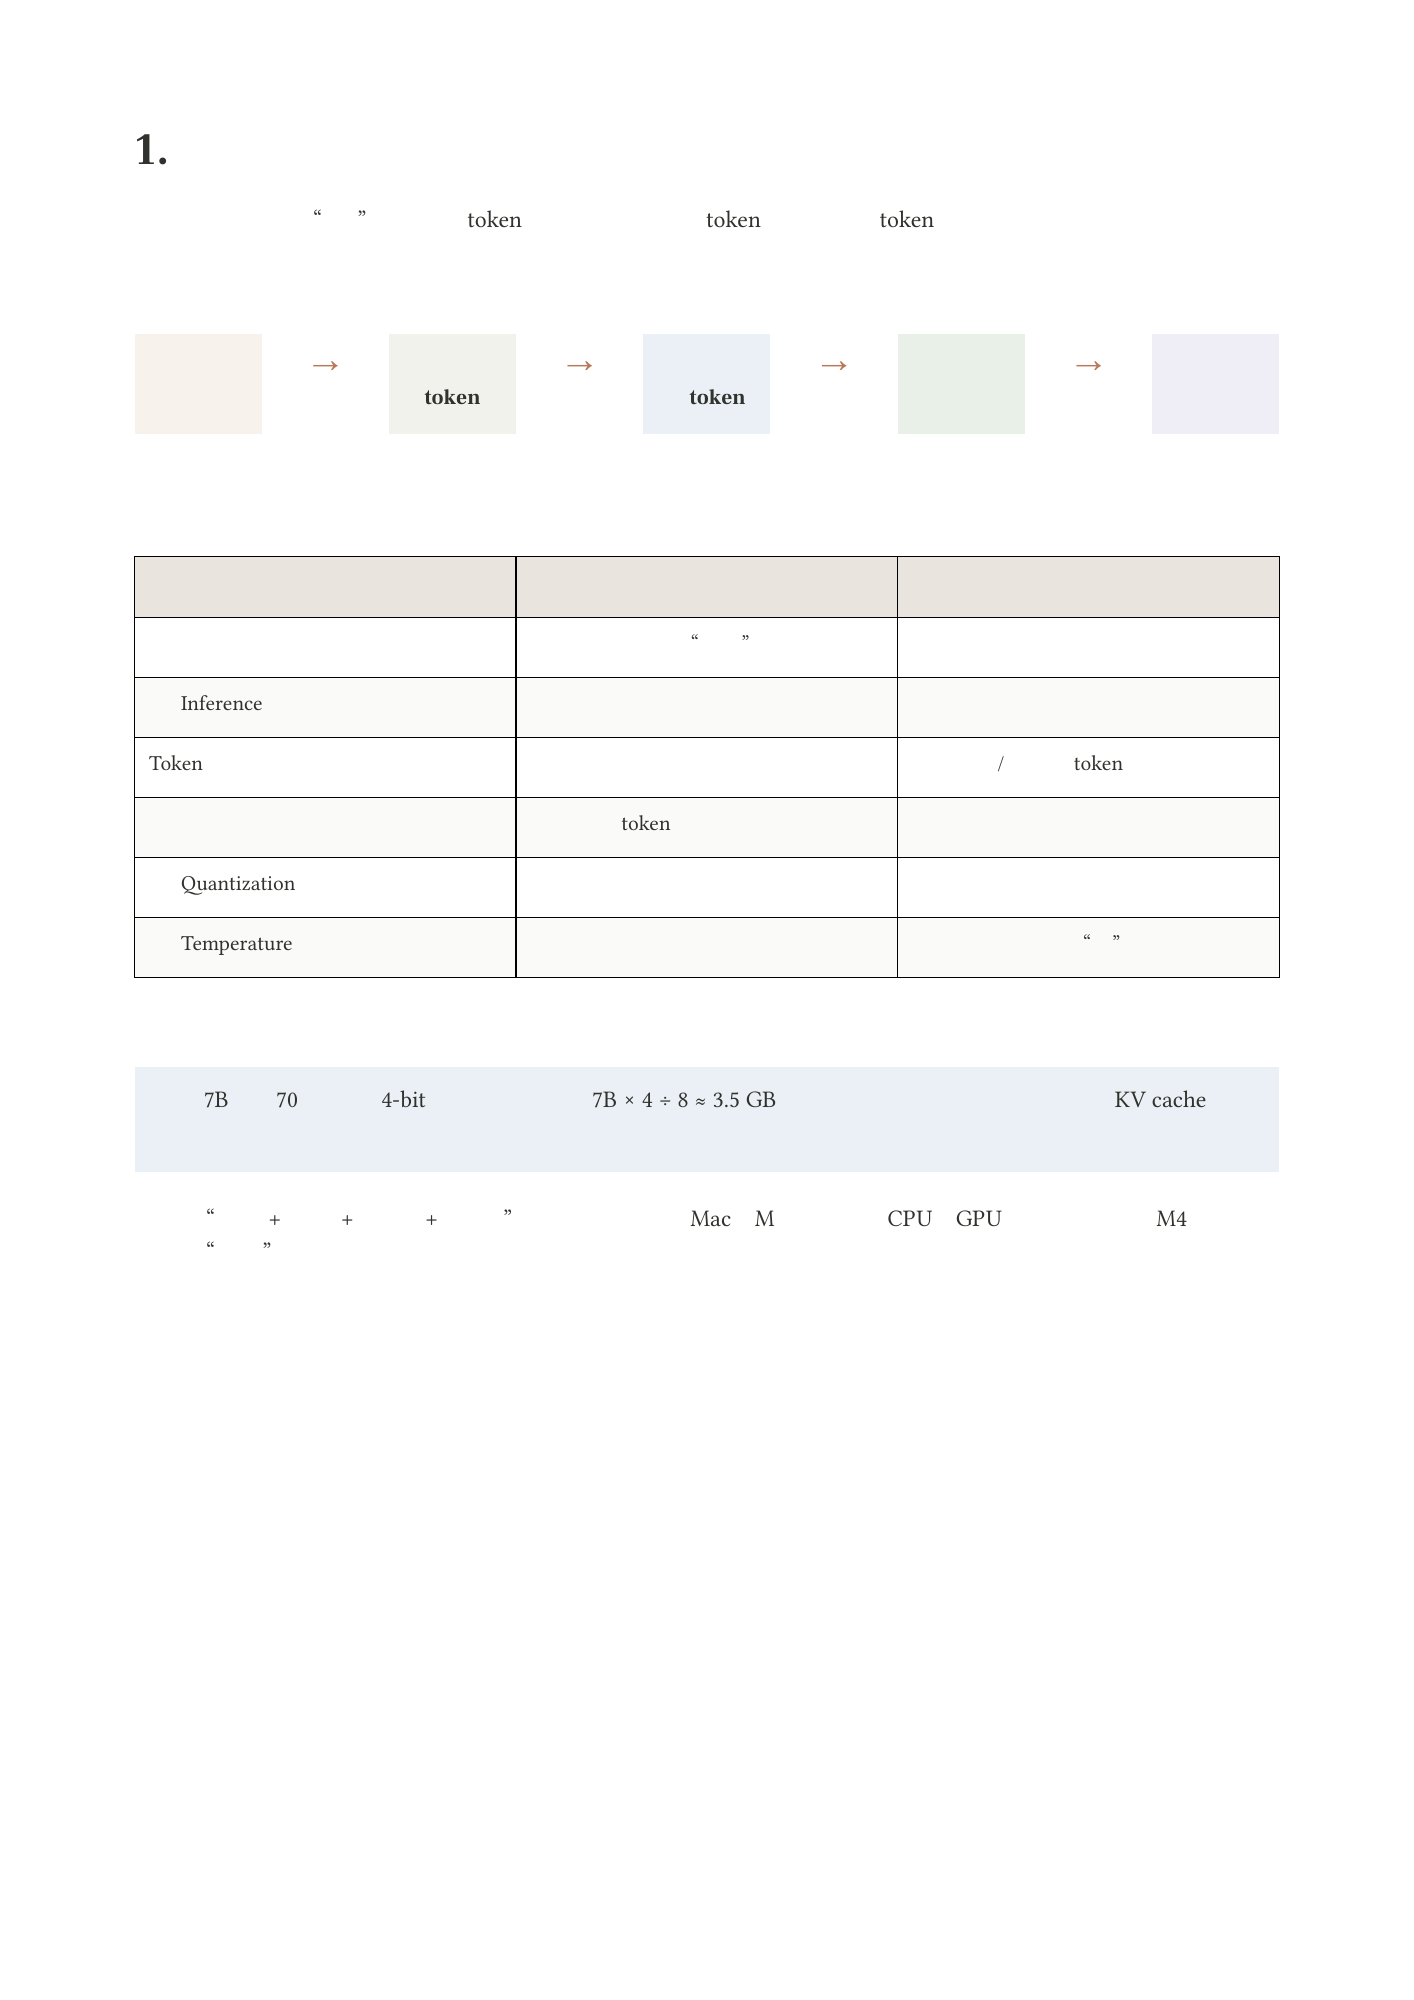 1.
“ ” token token token
→ → → →
token token
“ ”
Inference
Token / token
token
Quantization
Temperature “ ”
7B 70 4-bit 7B × 4 ÷ 8 ≈ 3.5 GB KV cache
“ + + + ” Mac M CPU GPU M4
“ ”